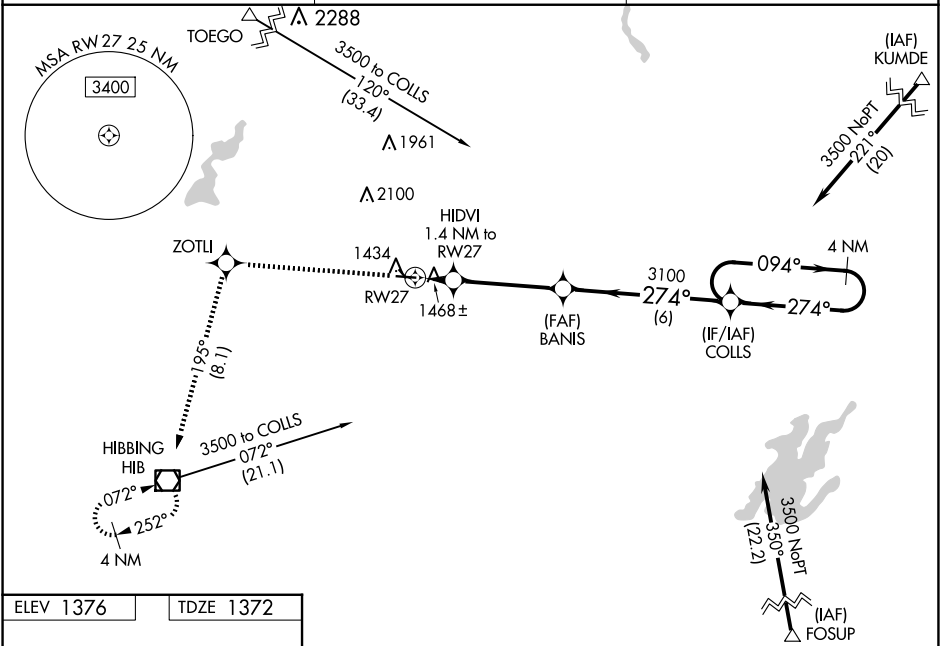 TOEGO
2288
3500 to COLLS
120°
(33.4)
MSA RW27 25 NM
3400
(IAF)
KUMDE
3500 NoPT
221°
(20)
1961
2100
HIDVI
1.4 NM to
RW27
ZOTLI
1434
RW27
1468±
3100
274°
(6)
094°
4 NM
274°
(FAF)
BANIS
(IF/IAF)
COLLS
195°
(8.1)
HIBBING
HIB
3500 to COLLS
072°
(21.1)
072°
252°
4 NM
3500 NoPT
350°
(22.2)
(IAF)
FOSUP
ELEV 1376
TDZE 1372